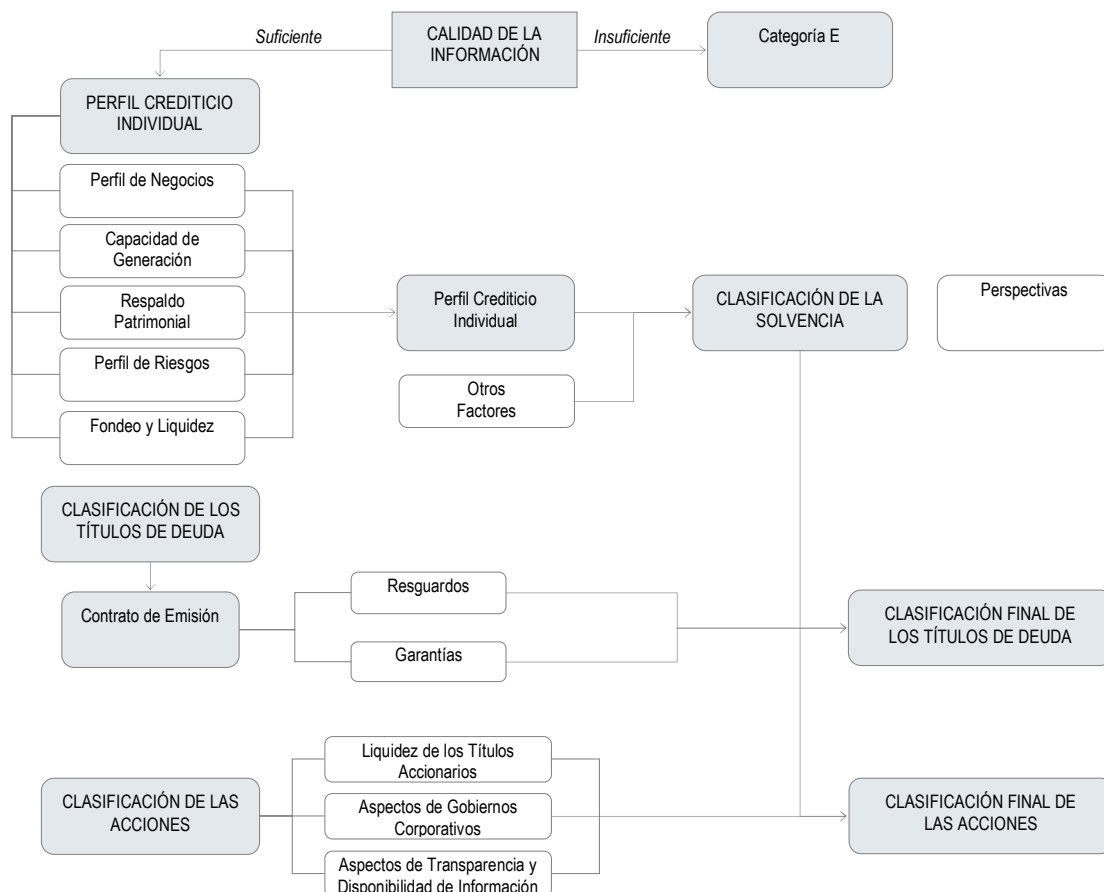 Suficiente
CALIDAD DE LA
INFORMACIÓN
Insuficiente
Categoría E
PERFIL CREDITICIO
INDIVIDUAL
Perfil de Negocios
Capacidad de
Generación
Respaldo
Patrimonial
Perfil de Riesgos
Fondeo y Liquidez
Perfil Crediticio
Individual
Otros
Factores
CLASIFICACIÓN DE LA
SOLVENCIA
Perspectivas
CLASIFICACIÓN DE LOS
TÍTULOS DE DEUDA
Contrato de Emisión
Resguardos
Garantías
CLASIFICACIÓN FINAL DE
LOS TÍTULOS DE DEUDA
CLASIFICACIÓN DE LAS
ACCIONES
Liquidez de los Títulos
Accionarios
Aspectos de Gobiernos
Corporativos
Aspectos de Transparencia y
Disponibilidad de Información
CLASIFICACIÓN FINAL DE
LAS ACCIONES